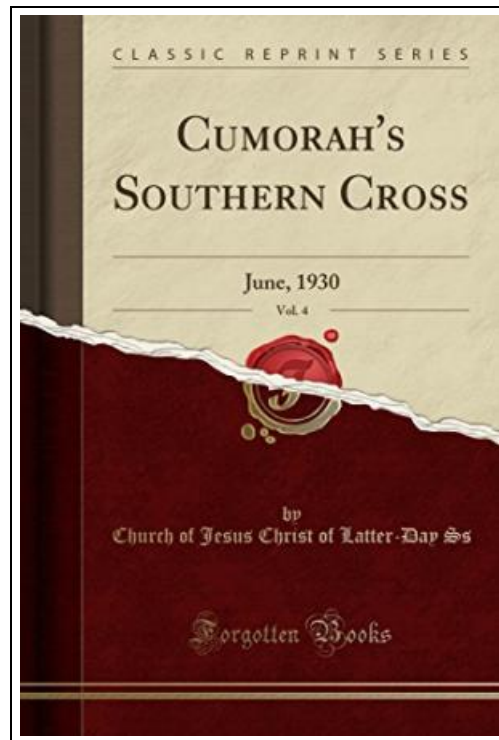 CLASSIC REPRINT SERIES
CUMORAH'S
SOUTHERN CROSS
June, 1930
Vol. 4
by
Church of Jesus Christ of Latter-Day Ss
Forgotten Books